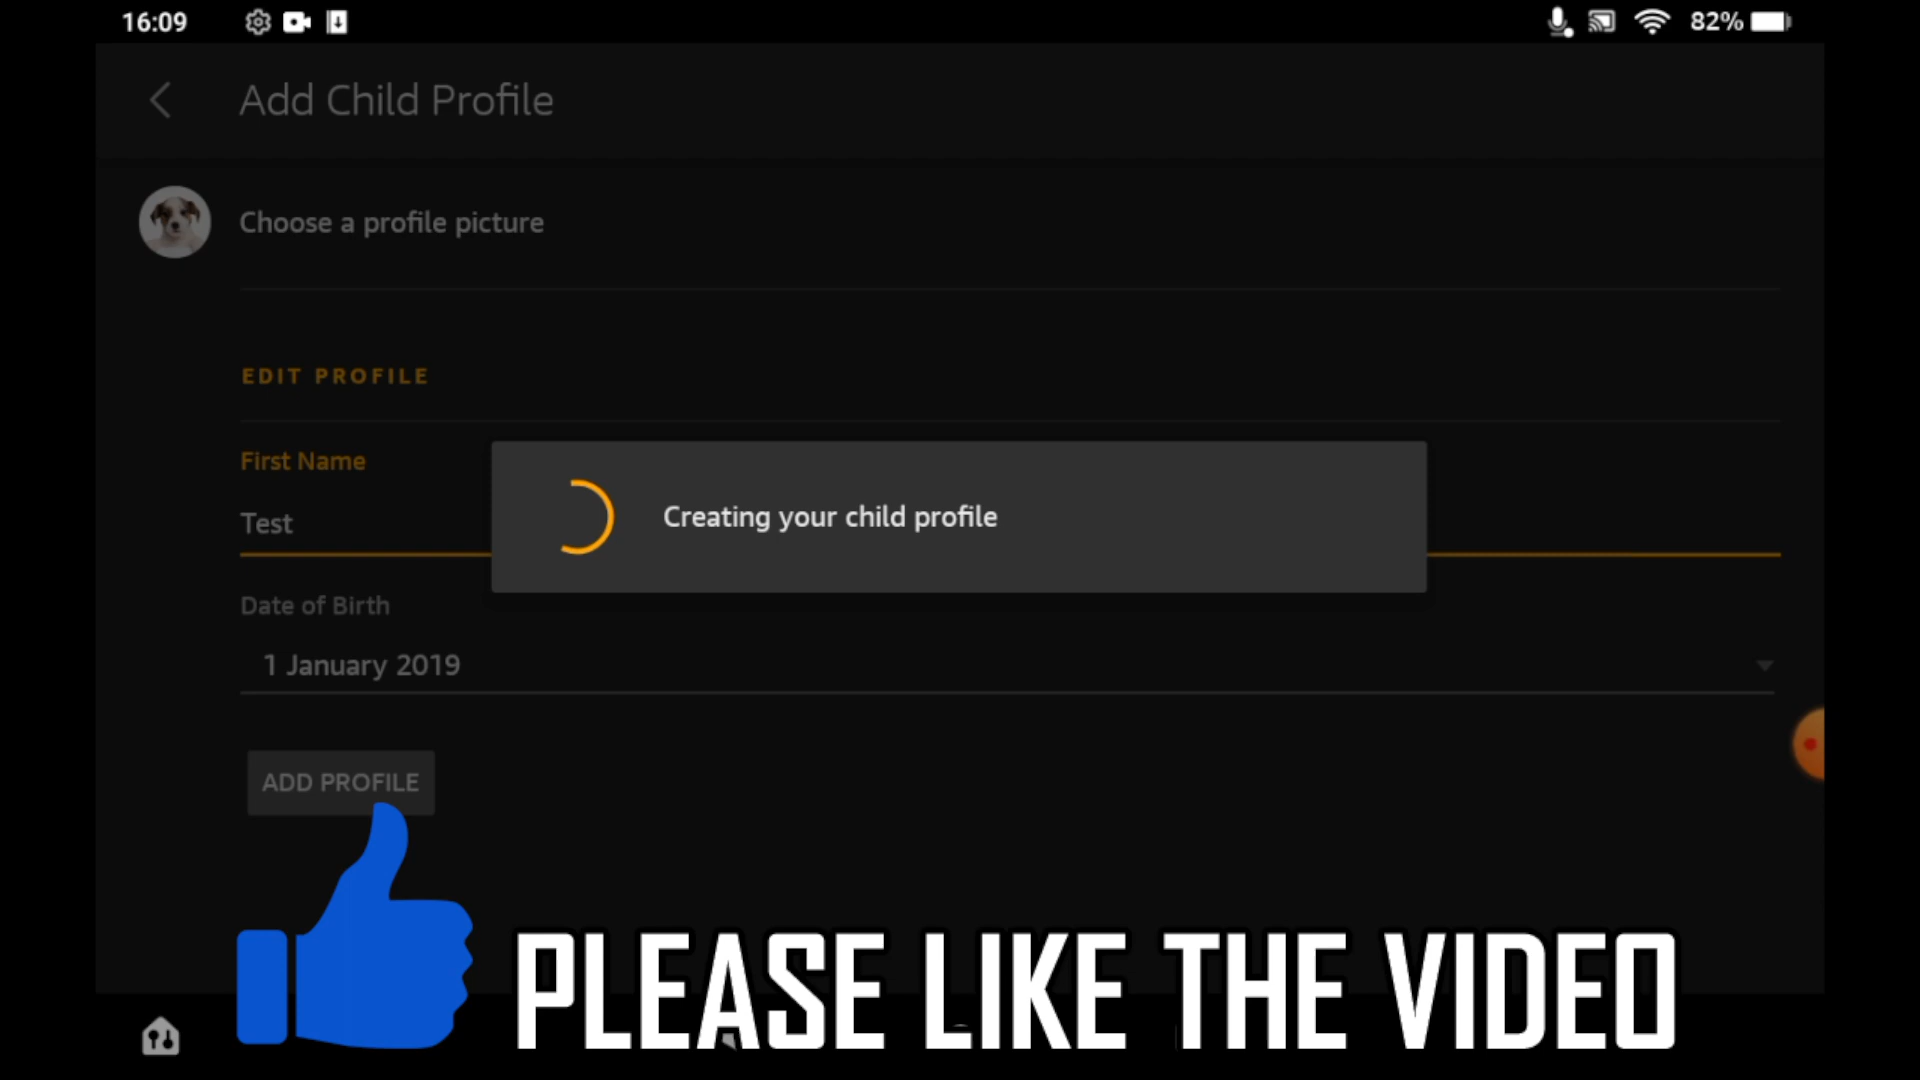 16:09
82%
Add Child Profile
Choose a profile picture
EDIT PROFILE
First Name
Test
Creating your child profile
Date of Birth
1 January 2019
ADD PROFILE
PLEASE LIKE THE VIDEO